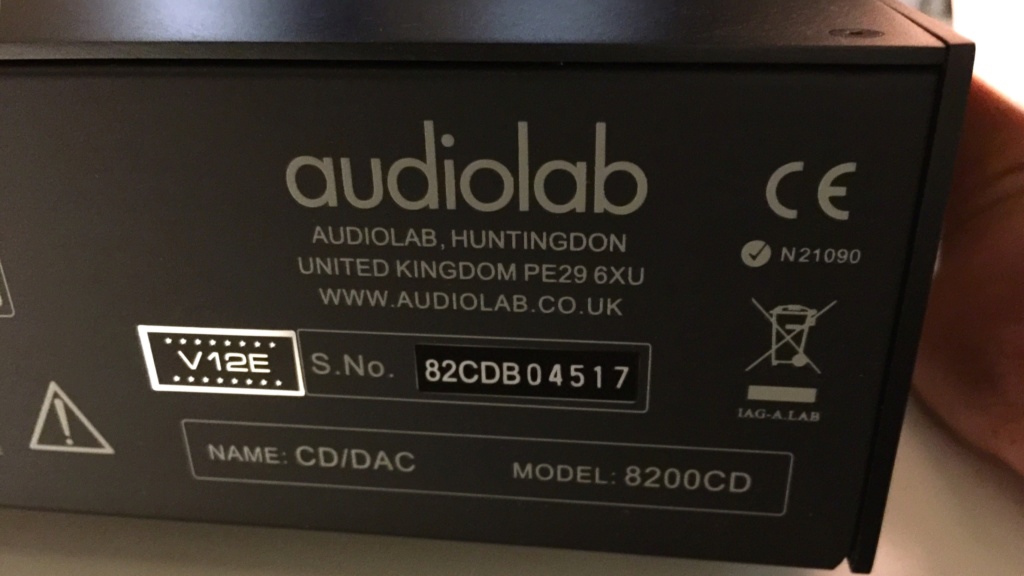 audiolab
AUDIOLAB, HUNTINGDON
UNITED KINGDOM PE29 6XU
WWW.AUDIOLAB.CO.UK
CE
N21090
V12E
S.No. 82CDB04517
IAG-A.LAB
NAME: CD/DAC
MODEL: 8200CD